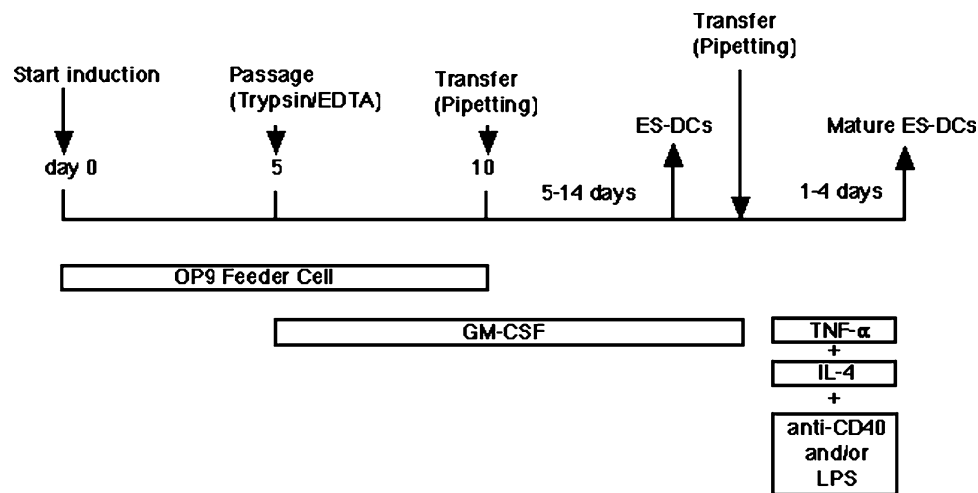 Start induction
Passage
(Trypsin/EDTA)
Transfer
(Pipetting)
Transfer
(Pipetting)
ES-DCs
Mature ES-DCs
day 0
5
10
5-14 days
1-4 days
OP9 Feeder Cell
GM-CSF
TNF-α
+
IL-4
+
anti-CD40
and/or
LPS